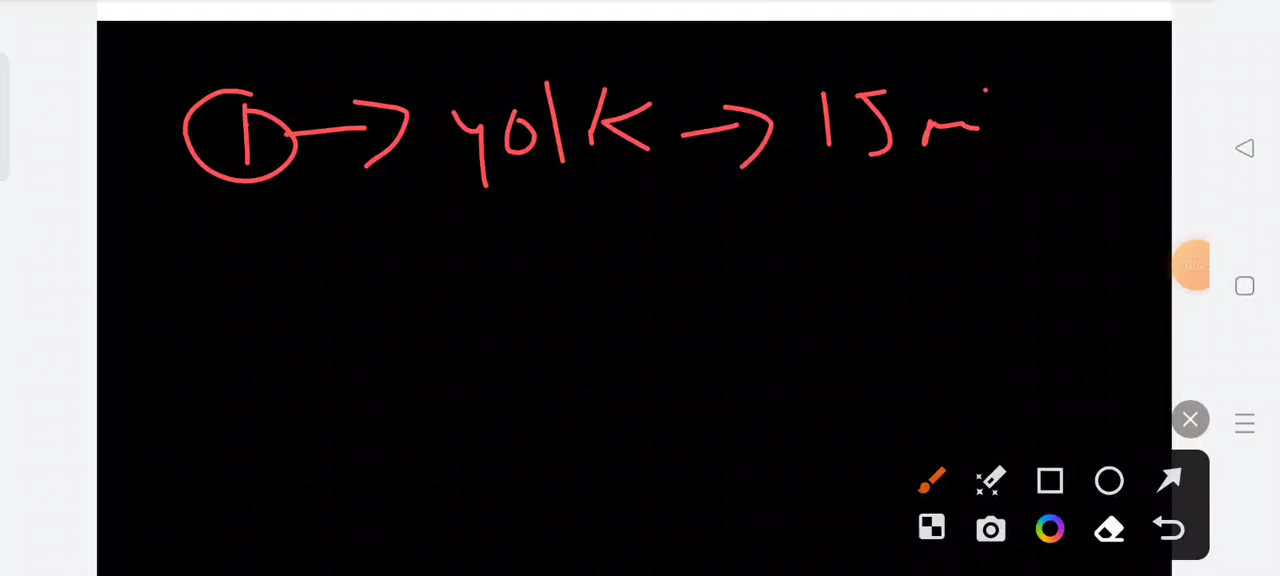 ① → yolk → 15 m